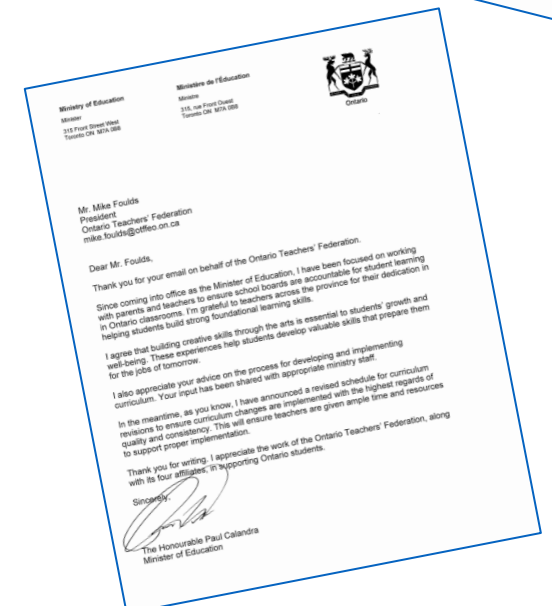 Ministry of Education
Minister
315 Front Street West
Toronto ON M7A 0B8
Ministère de l'Éducation
Ministre
315, rue Front Ouest
Toronto ON M7A 0B8
Ontario
Mr. Mike Foulds
President
Ontario Teachers' Federation
mike.foulds@otffeo.on.ca
Dear Mr. Foulds,
Thank you for your email on behalf of the Ontario Teachers' Federation.
Since coming into office as the Minister of Education, I have been focused on working
with parents and teachers to ensure school boards are accountable for student learning
in Ontario classrooms. I'm grateful to teachers across the province for their dedication in
helping students build strong foundational learning skills.
I agree that building creative skills through the arts is essential to students' growth and
well-being. These experiences help students develop valuable skills that prepare them
for the jobs of tomorrow.
I also appreciate your advice on the process for developing and implementing
curriculum. Your input has been shared with appropriate ministry staff.
In the meantime, as you know, I have announced a revised schedule for curriculum
revisions to ensure curriculum changes are implemented with the highest regards of
quality and consistency. This will ensure teachers are given ample time and resources
to support proper implementation.
Thank you for writing. I appreciate the work of the Ontario Teachers' Federation, along
with its four affiliates, in supporting Ontario students.
Sincerely,
The Honourable Paul Calandra
Minister of Education